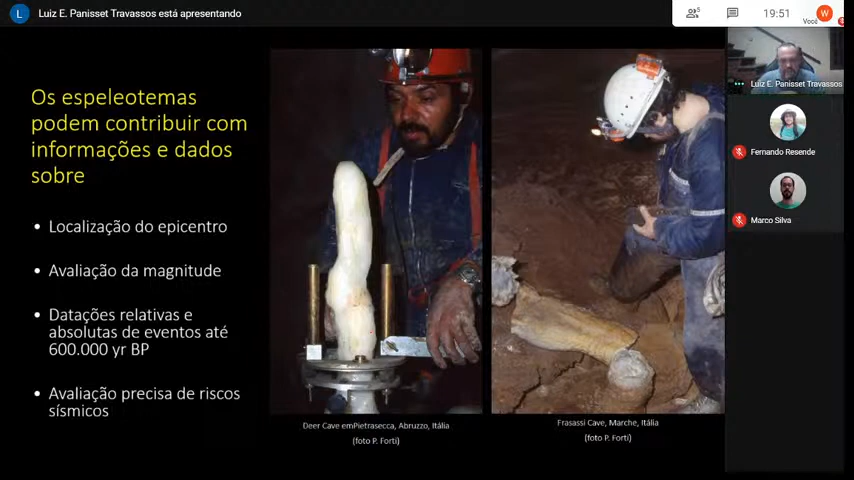 L Luiz E. Panisset Travassos está apresentando
5
19:51
W
Você
Os espeleotemas
podem contribuir com
informações e dados
sobre
• Localização do epicentro
• Avaliação da magnitude
• Datações relativas e
absolutas de eventos até
600.000 yr BP
• Avaliação precisa de riscos
sísmicos
Deer Cave emPietrasecca, Abruzzo, Itália
(foto P. Forti)
Frasassi Cave, Marche, Itália
(foto P. Forti)
Luiz E. Panisset Travassos
Fernando Resende
Marco Silva